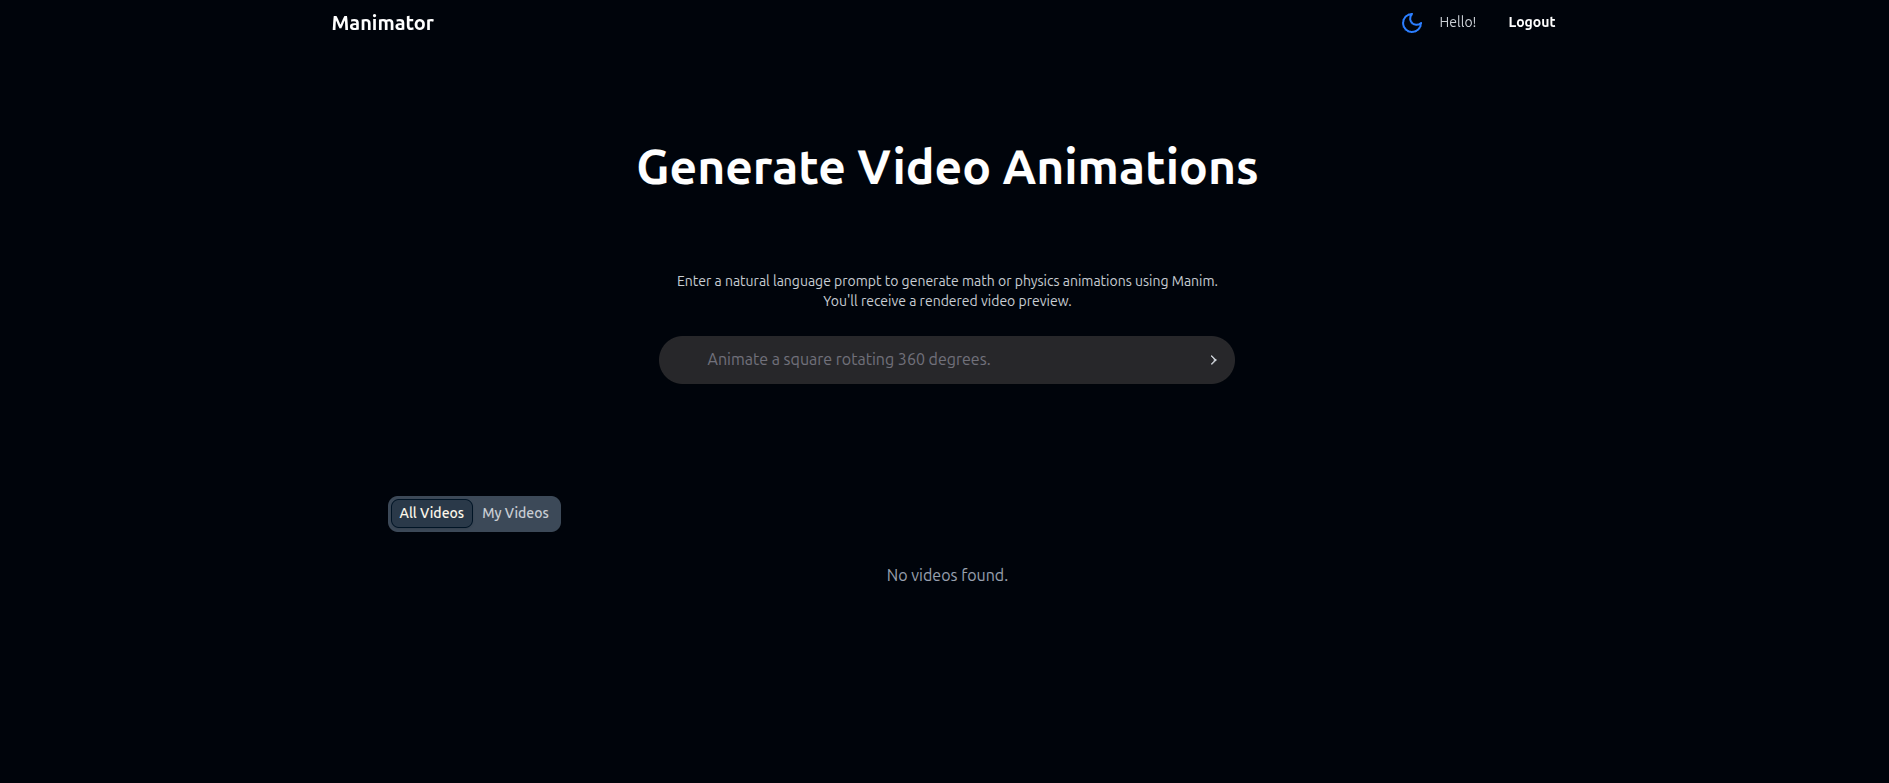 Manimator
Hello!
Logout
Generate Video Animations
Enter a natural language prompt to generate math or physics animations using Manim.
You'll receive a rendered video preview.
Animate a square rotating 360 degrees.
All Videos
My Videos
No videos found.